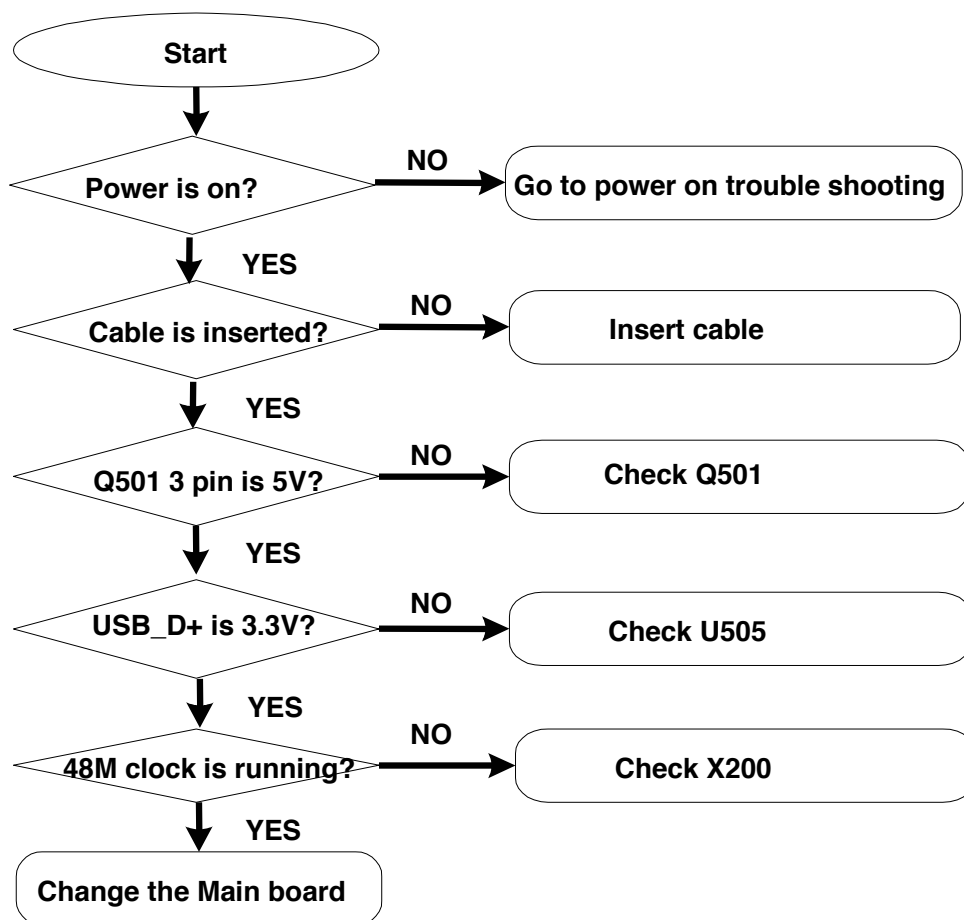 Start
Power is on?
NO
Go to power on trouble shooting
YES
Cable is inserted?
NO
Insert cable
YES
Q501 3 pin is 5V?
NO
Check Q501
YES
USB_D+ is 3.3V?
NO
Check U505
YES
48M clock is running?
NO
Check X200
YES
Change the Main board